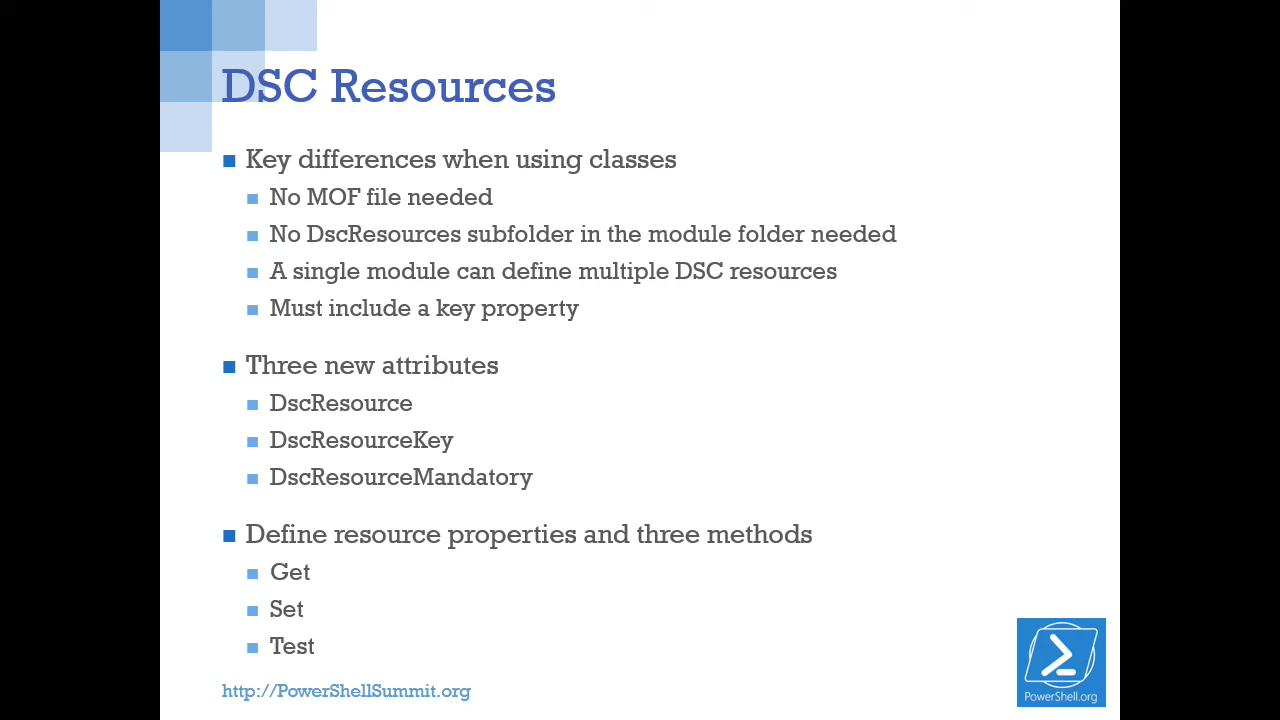 DSC Resources
Key differences when using classes
No MOF file needed
No DscResources subfolder in the module folder needed
A single module can define multiple DSC resources
Must include a key property
Three new attributes
DscResource
DscResourceKey
DscResourceMandatory
Define resource properties and three methods
Get
Set
Test
http://PowerShellSummit.org
PowerShell.org